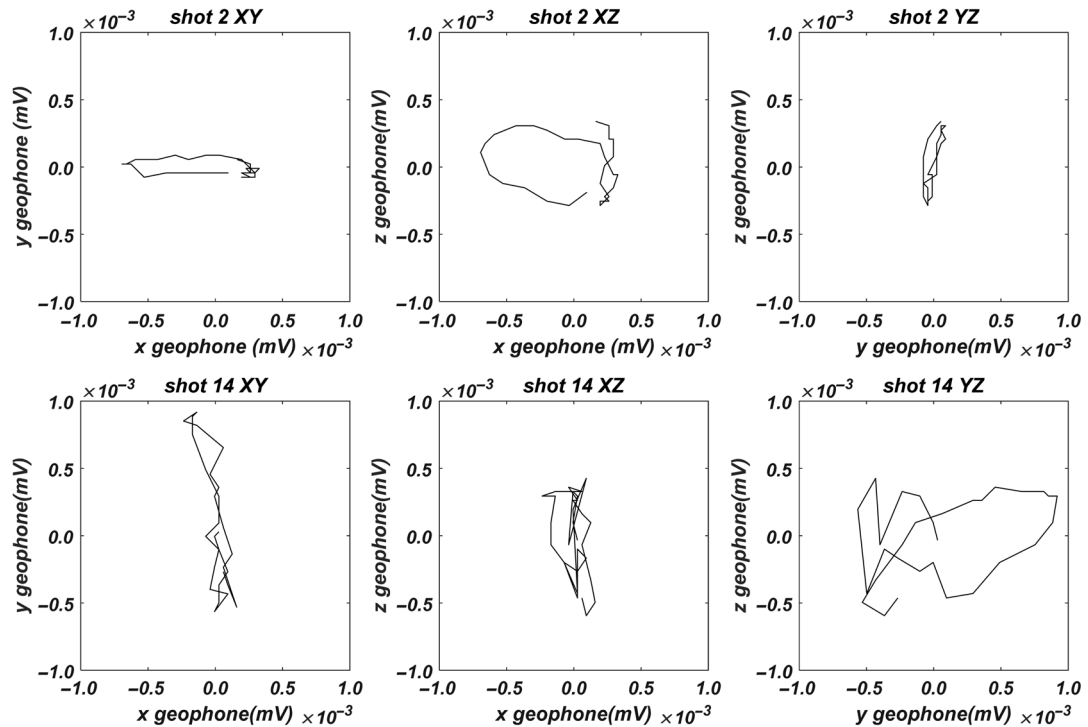 ×10⁻³ shot 2 XY
1.0
0.5
0.0
−0.5
−1.0
y geophone (mV)
−1.0 −0.5 0.0 0.5 1.0
x geophone (mV) ×10⁻³
×10⁻³ shot 2 XZ
1.0
0.5
0.0
−0.5
−1.0
z geophone(mV)
−1.0 −0.5 0.0 0.5 1.0
x geophone (mV) ×10⁻³
×10⁻³ shot 2 YZ
1.0
0.5
0.0
−0.5
−1.0
z geophone(mV)
−1.0 −0.5 0.0 0.5 1.0
y geophone(mV) ×10⁻³
×10⁻³ shot 14 XY
1.0
0.5
0.0
−0.5
−1.0
y geophone(mV)
−1.0 −0.5 0.0 0.5 1.0
x geophone(mV) ×10⁻³
×10⁻³ shot 14 XZ
1.0
0.5
0.0
−0.5
−1.0
z geophone(mV)
−1.0 −0.5 0.0 0.5 1.0
x geophone(mV) ×10⁻³
×10⁻³ shot 14 YZ
1.0
0.5
0.0
−0.5
−1.0
z geophone(mV)
−1.0 −0.5 0.0 0.5 1.0
y geophone(mV) ×10⁻³